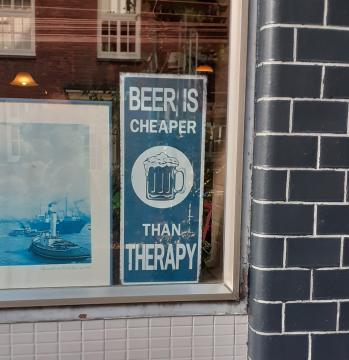 BEER IS
CHEAPER
THAN
THERAPY